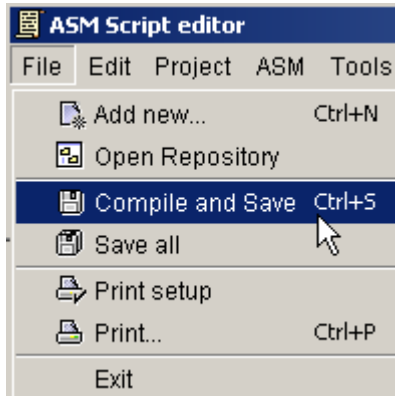 ASM Script editor
File Edit Project ASM Tools
Add new... Ctrl+N
Open Repository
Compile and Save Ctrl+S
Save all
Print setup
Print... Ctrl+P
Exit